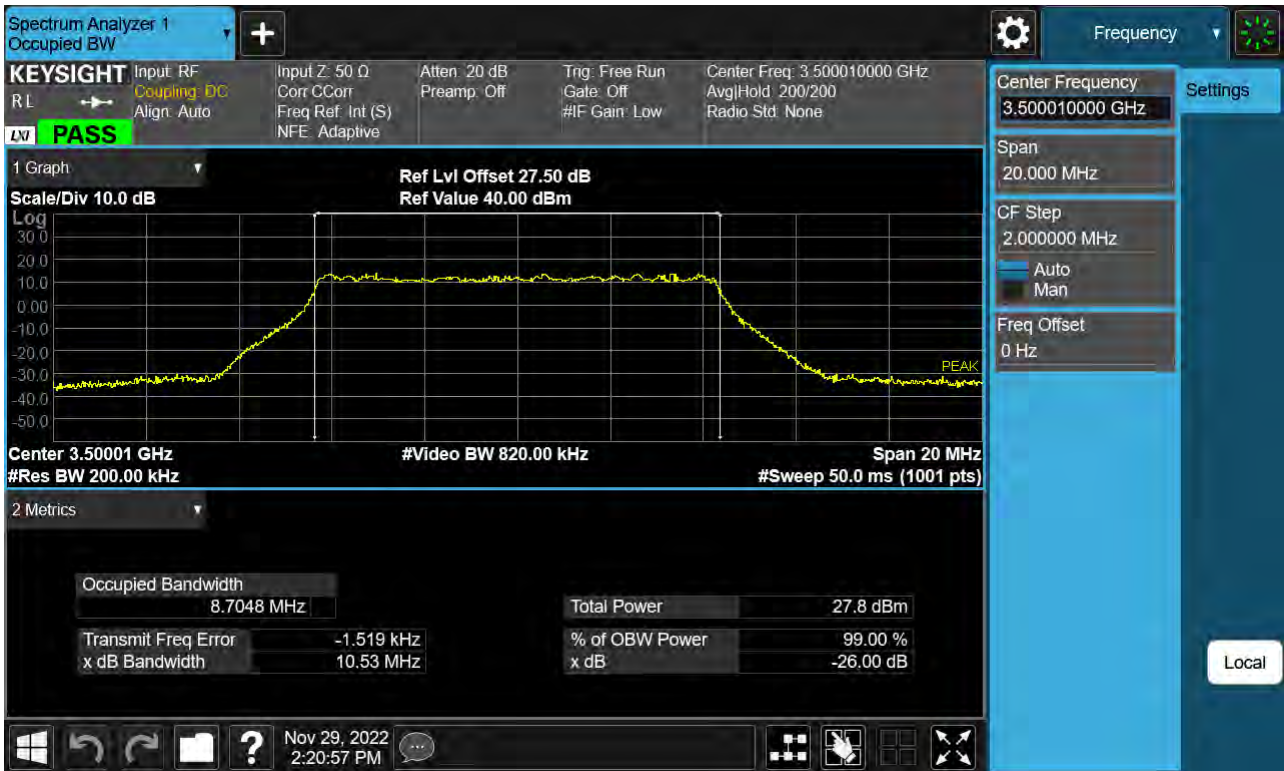 Spectrum Analyzer 1
Occupied BW
+
Frequency
KEYSIGHT
Input: RF
Coupling: DC
Align: Auto
Input Z: 50 Ω
Corr CCorr
Freq Ref: Int (S)
NFE: Adaptive
Atten: 20 dB
Preamp: Off
Trig: Free Run
Gate: Off
#IF Gain: Low
Center Freq: 3.500010000 GHz
Avg|Hold: 200/200
Radio Std: None
R L
LXI
PASS
Center Frequency
3.500010000 GHz
Settings
Span
20.000 MHz
CF Step
2.000000 MHz
Auto
Man
Freq Offset
0 Hz
1 Graph
Ref Lvl Offset 27.50 dB
Scale/Div 10.0 dB
Ref Value 40.00 dBm
Log
30.0
20.0
10.0
0.00
-10.0
-20.0
-30.0
-40.0
-50.0
PEAK
Center 3.50001 GHz
#Video BW 820.00 kHz
Span 20 MHz
#Res BW 200.00 kHz
#Sweep 50.0 ms (1001 pts)
2 Metrics
Occupied Bandwidth
8.7048 MHz
Total Power
27.8 dBm
Transmit Freq Error
-1.519 kHz
% of OBW Power
99.00 %
x dB Bandwidth
10.53 MHz
x dB
-26.00 dB
Local
?
Nov 29, 2022
2:20:57 PM